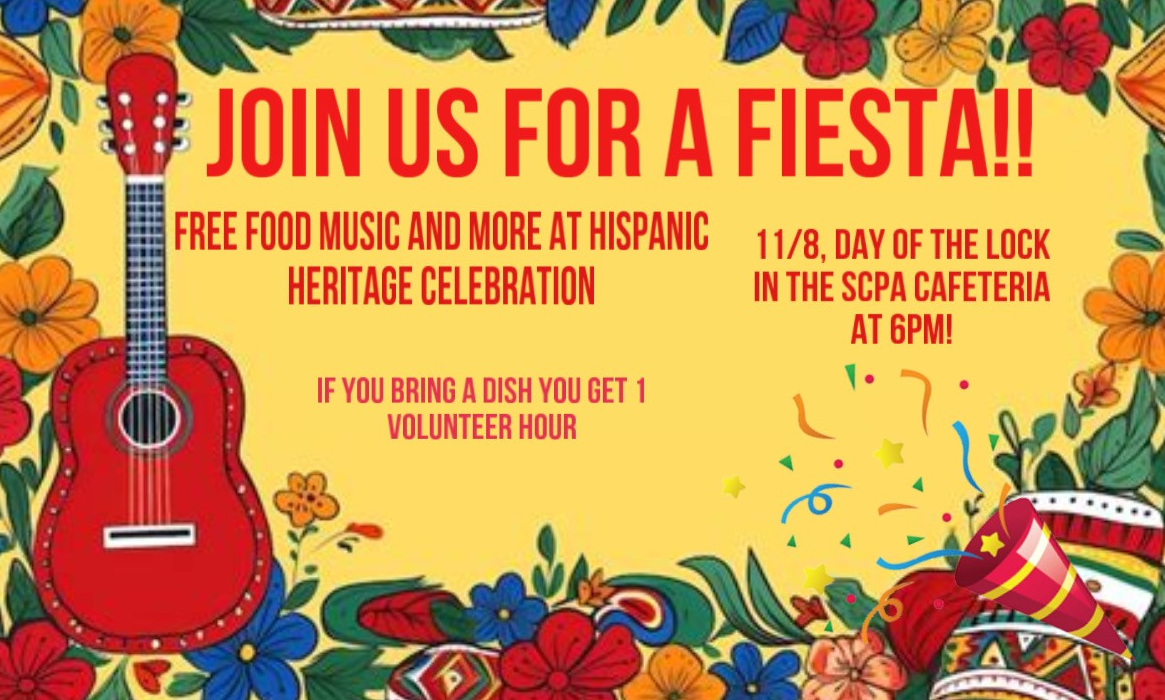 JOIN US FOR A FIESTA!!
FREE FOOD MUSIC AND MORE AT HISPANIC
HERITAGE CELEBRATION
11/8, DAY OF THE LOCK
IN THE SCPA CAFETERIA
AT 6PM!
IF YOU BRING A DISH YOU GET 1
VOLUNTEER HOUR